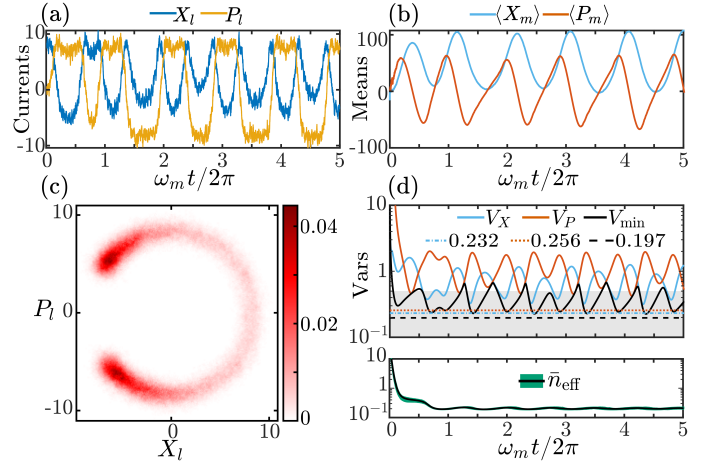 (a) X_l P_l
10
0
-10
Currents
0 1 2 3 4 5
ω_m t/2π
(b) ⟨X_m⟩ ⟨P_m⟩
100
0
-100
Means
0 1 2 3 4 5
ω_m t/2π
(c)
10
0
-10
P_l
0 10
X_l
0.04
0.02
0
(d) V_X V_P V_min
0.232 0.256 0.197
10
1
10^{-1}
Vars
n̄_eff
10
1
10^{-1}
0 1 2 3 4 5
ω_m t/2π